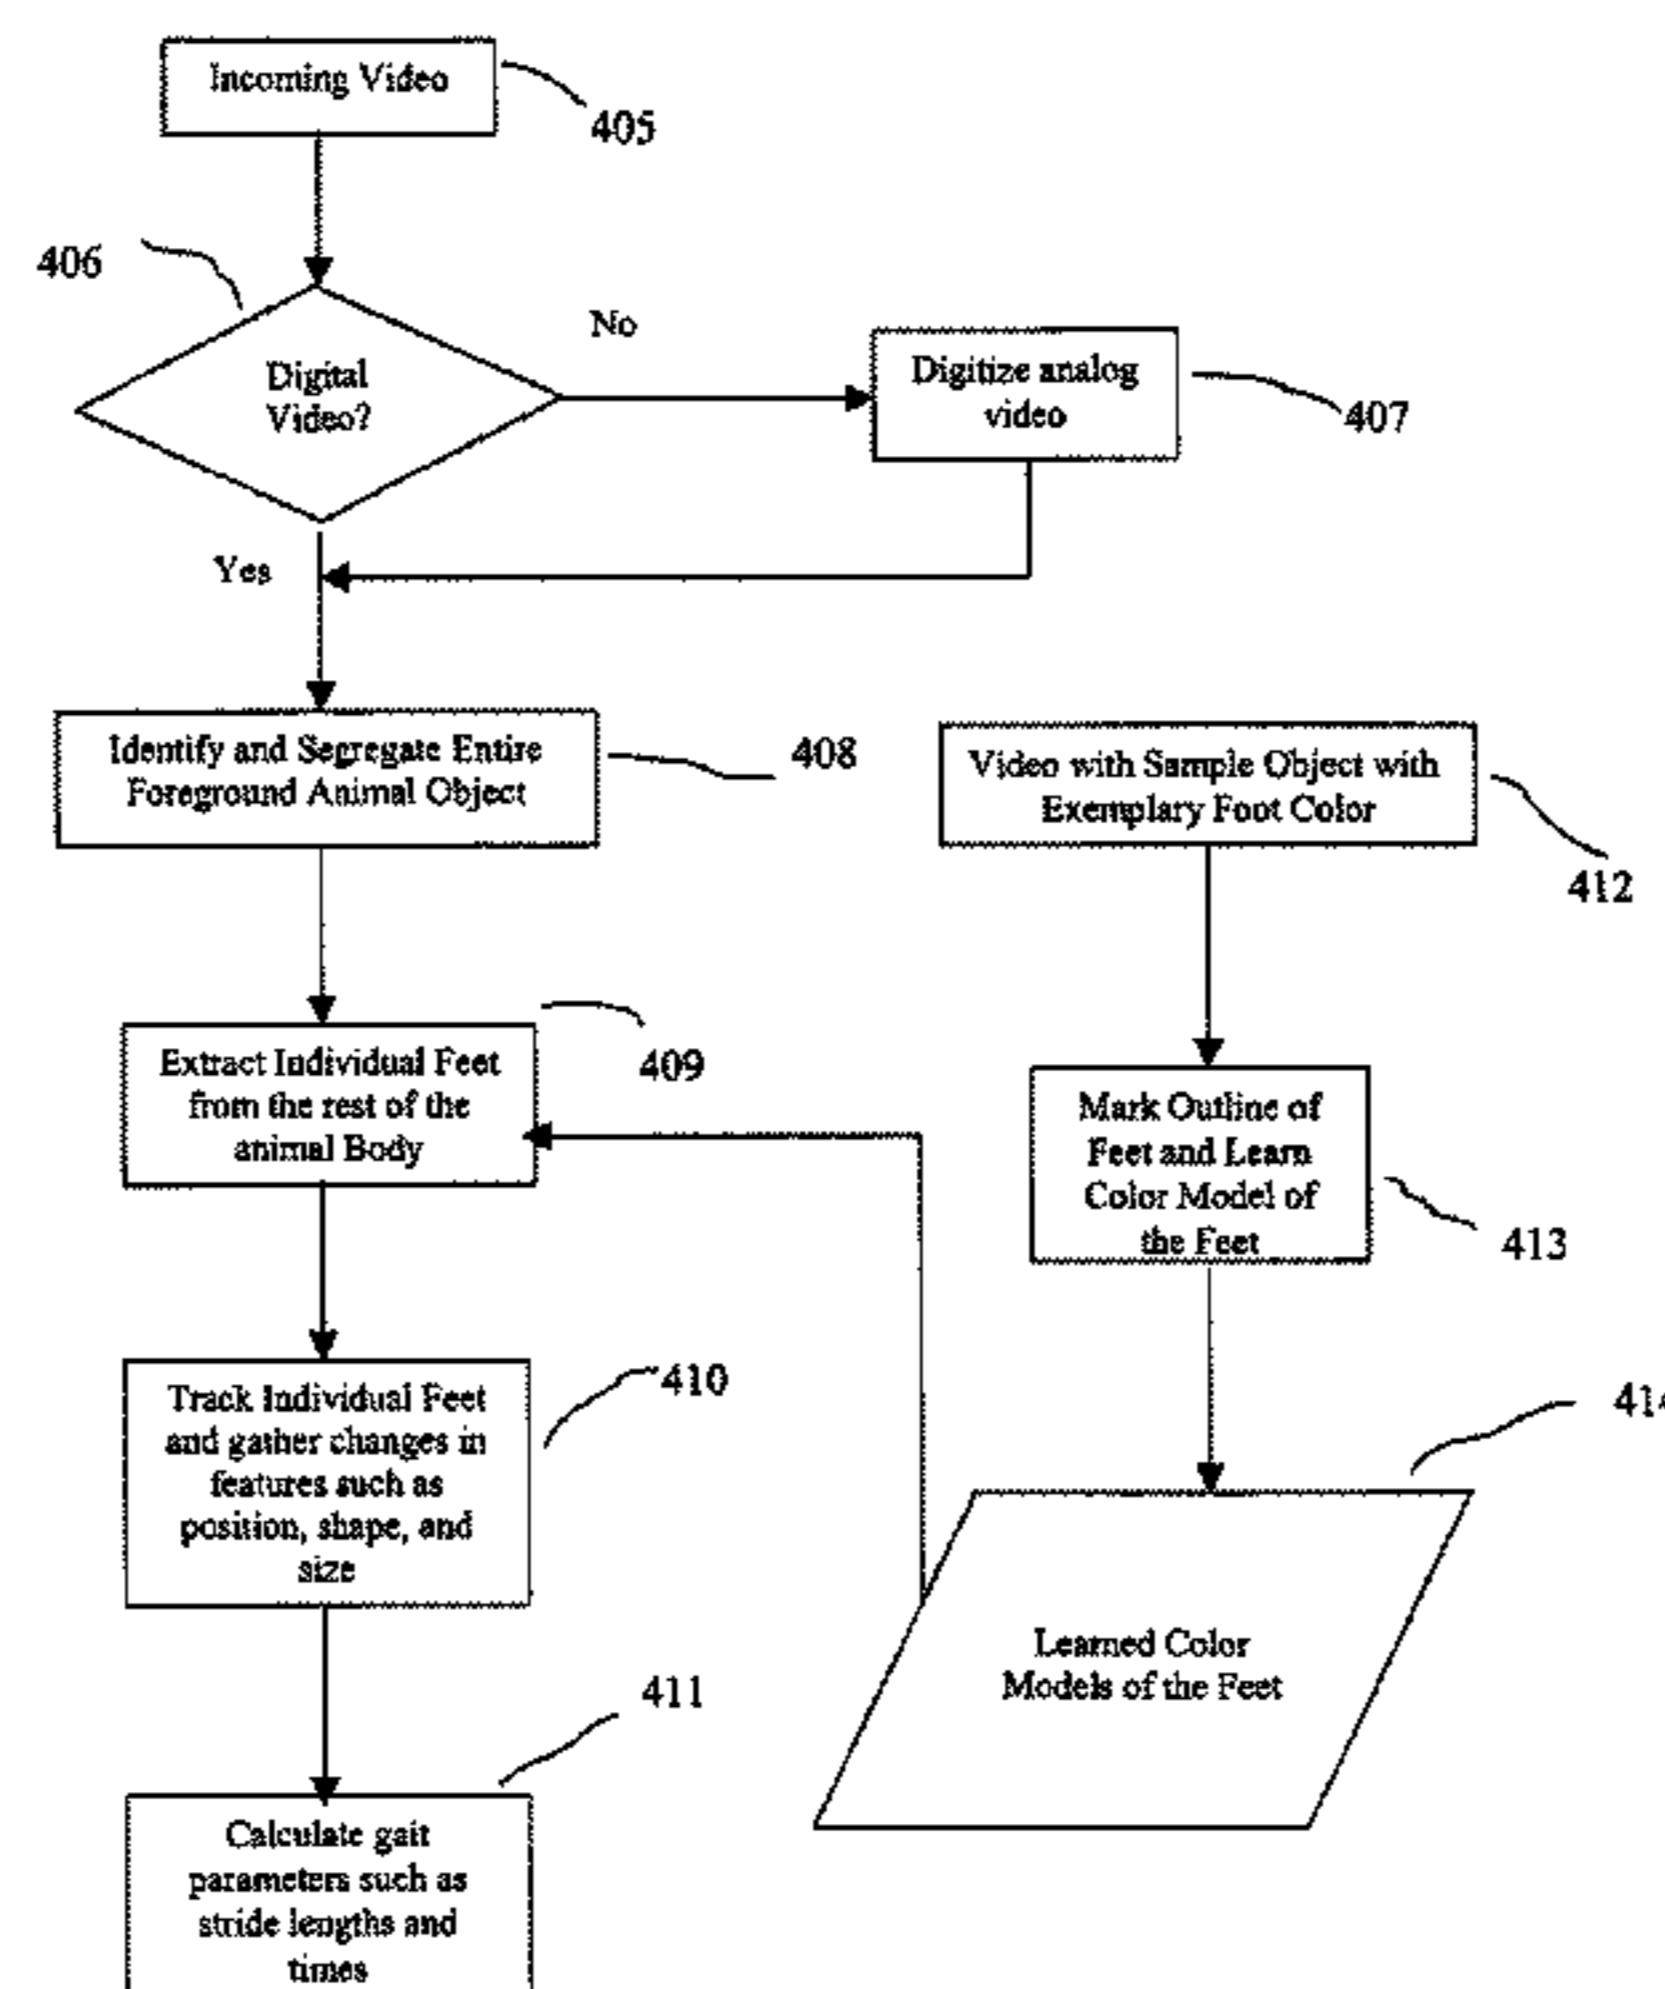 Incoming Video
405
406
Digital
Video?
No
Digitize analog
video
407
Yes
Identify and Segregate Entire
Foreground Animal Object
408
Video with Sample Object with
Exemplary Foot Color
412
Extract Individual Feet
from the rest of the
animal Body
409
Mark Outline of
Feet and Learn
Color Model of
the Feet
413
Track Individual Feet
and gather changes in
features such as
position, shape, and
size
410
Learned Color
Models of the Feet
411
Calculate gait
parameters such as
stride lengths and
times